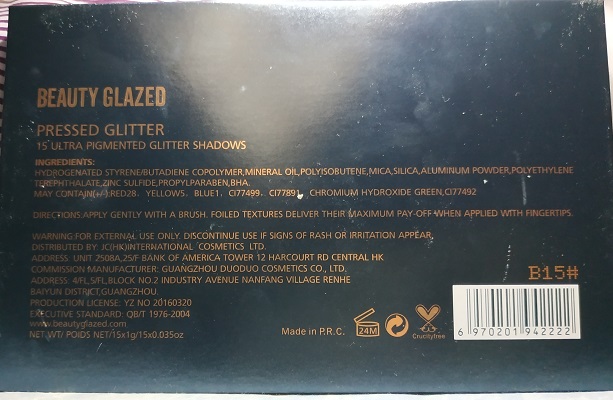 BEAUTY GLAZED
PRESSED GLITTER
15 ULTRA PIGMENTED GLITTER SHADOWS
INGREDIENTS:
HYDROGENATED STYRENE/BUTADIENE COPOLYMER,MINERAL OIL,POLYISOBUTENE,MICA,SILICA,ALUMINUM POWDER,POLYETHYLENE
TEREPHTHALATE,ZINC SULFIDE,PROPYLPARABEN,BHA.
MAY CONTAIN(+/-):RED28. YELLOW5. BLUE1. CI77499. CI77891, CHROMIUM HYDROXIDE GREEN,CI77492
DIRECTIONS:APPLY GENTLY WITH A BRUSH. FOILED TEXTURES DELIVER THEIR MAXIMUM PAY-OFF WHEN APPLIED WITH FINGERTIPS.
WARNING:FOR EXTERNAL USE ONLY. DISCONTINUE USE IF SIGNS OF RASH OR IRRITATION APPEAR.
DISTRIBUTED BY: JC(HK)INTERNATIONAL COSMETICS LTD.
ADDRESS: UNIT 2508A,25/F BANK OF AMERICA TOWER 12 HARCOURT RD CENTRAL HK
COMMISSION MANUFACTURER: GUANGZHOU DUODUO COSMETICS CO., LTD.
ADDRESS: 4/FL,5/FL,BLOCK NO.2 INDUSTRY AVENUE NANFANG VILLAGE RENHE
BAIYUN DISTRICT,GUANGZHOU
PRODUCTION LICENSE: YZ NO 20160320
EXECUTIVE STANDARD: QB/T 1976-2004
www.beautyglazed.com
NET WT/ POIDS NET/15x1g/15x0.035oz
Made in P.R.C.
24M
Crueltyfree
B15#
6 970201 942222